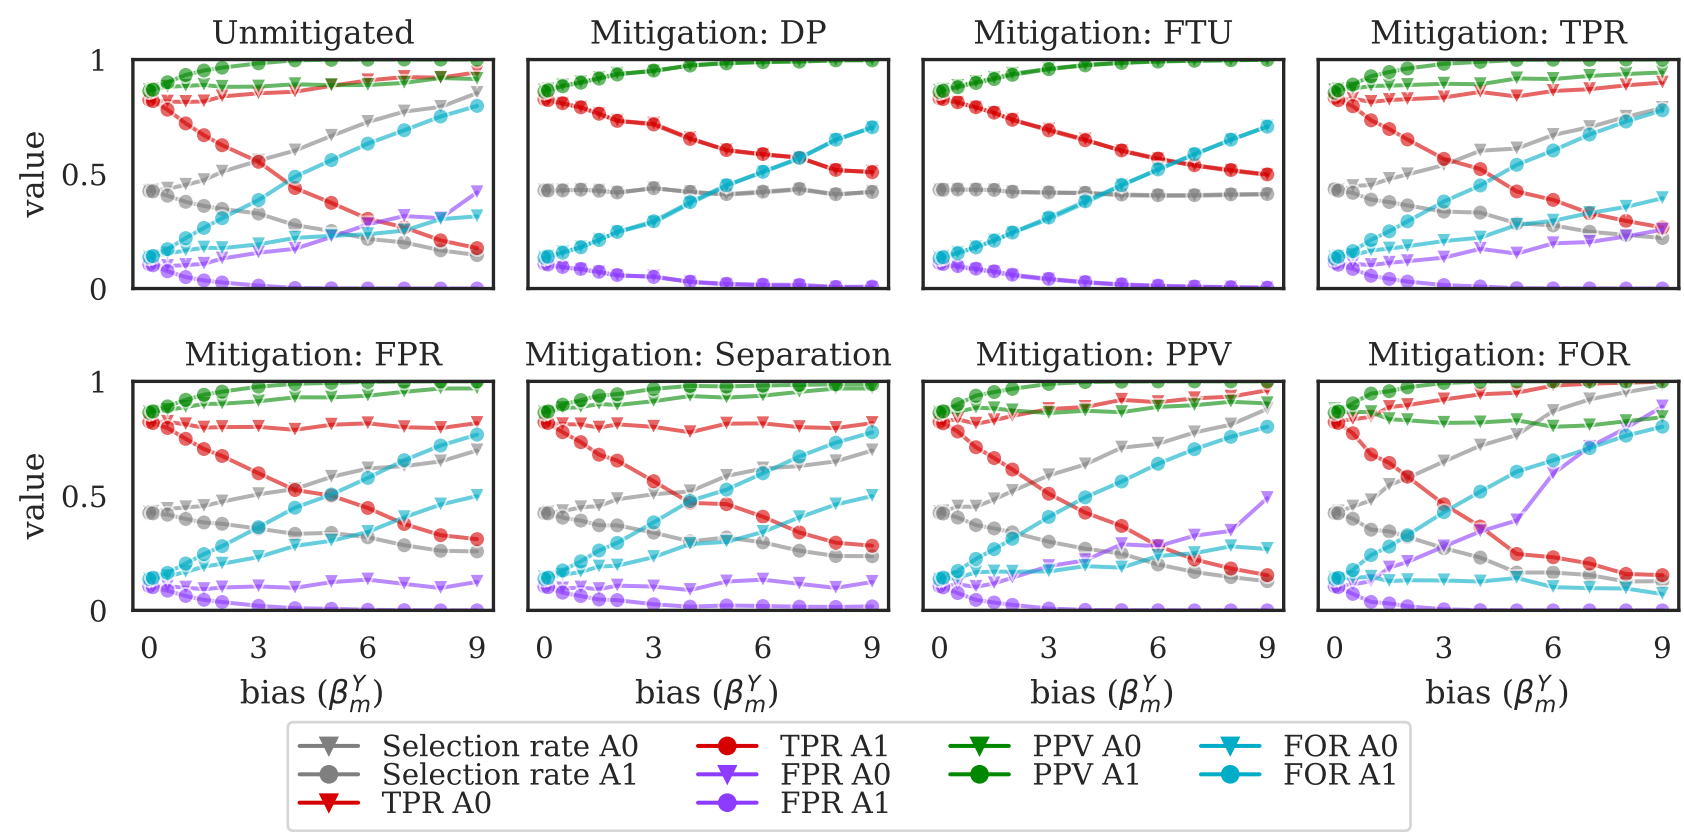 Unmitigated
Mitigation: DP
Mitigation: FTU
Mitigation: TPR
1
0.5
0
value
Mitigation: FPR
Mitigation: Separation
Mitigation: PPV
Mitigation: FOR
1
0.5
0
value
0 3 6 9
0 3 6 9
0 3 6 9
0 3 6 9
bias (β_m^Y)
bias (β_m^Y)
bias (β_m^Y)
bias (β_m^Y)
Selection rate A0
Selection rate A1
TPR A0
TPR A1
FPR A0
FPR A1
PPV A0
PPV A1
FOR A0
FOR A1